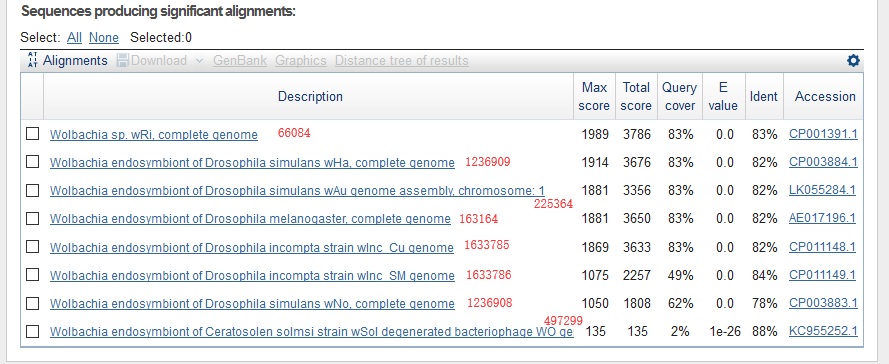 Sequences producing significant alignments:
Select: All None Selected:0
Alignments Download GenBank Graphics Distance tree of results
Description Max score Total score Query cover E value Ident Accession
Wolbachia sp. wRi, complete genome 66084 1989 3786 83% 0.0 83% CP001391.1
Wolbachia endosymbiont of Drosophila simulans wHa, complete genome 1236909 1914 3676 83% 0.0 82% CP003884.1
Wolbachia endosymbiont of Drosophila simulans wAu genome assembly, chromosome: 1 225364 1881 3356 83% 0.0 82% LK055284.1
Wolbachia endosymbiont of Drosophila melanogaster, complete genome 163164 1881 3650 83% 0.0 82% AE017196.1
Wolbachia endosymbiont of Drosophila incompta strain wInc_Cu genome 1633785 1869 3633 83% 0.0 82% CP011148.1
Wolbachia endosymbiont of Drosophila incompta strain wInc_SM genome 1633786 1075 2257 49% 0.0 84% CP011149.1
Wolbachia endosymbiont of Drosophila simulans wNo, complete genome 1236908 1050 1808 62% 0.0 78% CP003883.1
Wolbachia endosymbiont of Ceratosolen solmsi strain wSol degenerated bacteriophage WO ge 497299 135 135 2% 1e-26 88% KC955252.1